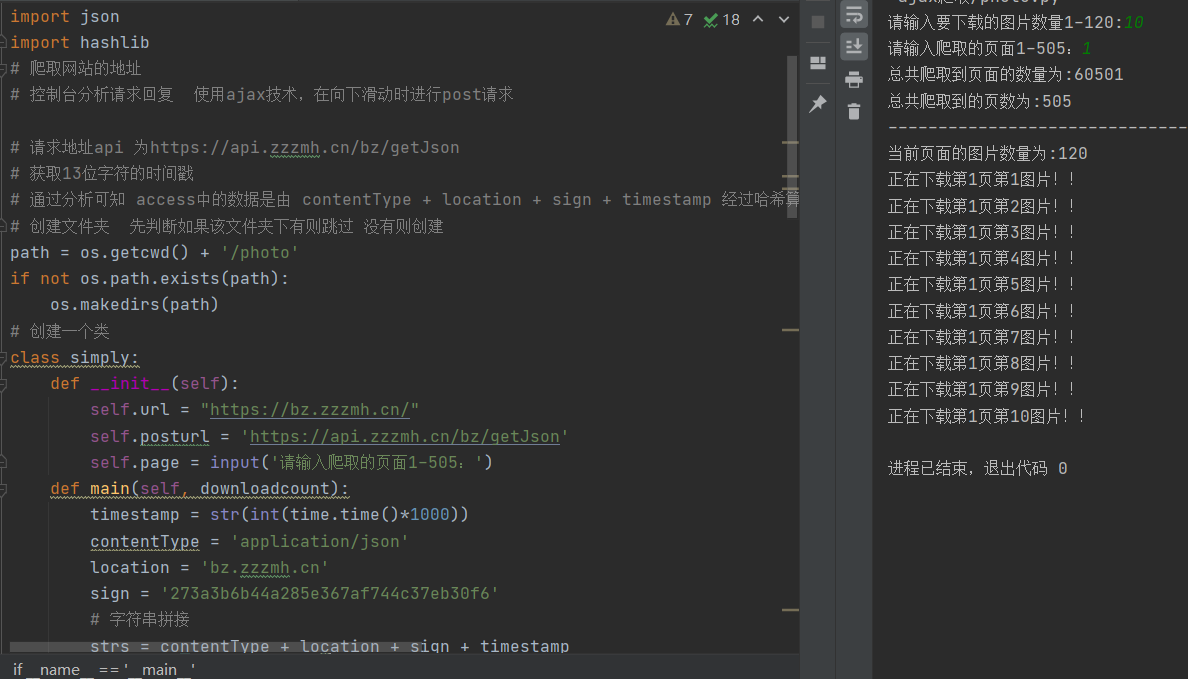 import json
import hashlib
# 爬取网站的地址
# 控制台分析请求回复  使用ajax技术，在向下滑动时进行post请求
# 请求地址api 为https://api.zzzmh.cn/bz/getJson
# 获取13位字符的时间戳
# 通过分析可知 access中的数据是由 contentType + location + sign + timestamp 经过哈希算
# 创建文件夹  先判断如果该文件夹下有则跳过 没有则创建
path = os.getcwd() + '/photo'
if not os.path.exists(path):
    os.makedirs(path)
# 创建一个类
class simply:
    def __init__(self):
        self.url = "https://bz.zzzmh.cn/"
        self.posturl = 'https://api.zzzmh.cn/bz/getJson'
        self.page = input('请输入爬取的页面1-505: ')
    def main(self, downloadcount):
        timestamp = str(int(time.time()*1000))
        contentType = 'application/json'
        location = 'bz.zzzmh.cn'
        sign = '273a3b6b44a285e367af744c37eb30f6'
        # 字符串拼接
        strs = contentType + location + sign + timestamp
if __name__ == '__main__'
7 18
ajax爬取/photo.py
请输入要下载的图片数量1-120:10
请输入爬取的页面1-505: 1
总共爬取到页面的数量为:60501
总共爬取到的页数为:505
------------------------------
当前页面的图片数量为:120
正在下载第1页第1图片！！
正在下载第1页第2图片！！
正在下载第1页第3图片！！
正在下载第1页第4图片！！
正在下载第1页第5图片！！
正在下载第1页第6图片！！
正在下载第1页第7图片！！
正在下载第1页第8图片！！
正在下载第1页第9图片！！
正在下载第1页第10图片！！
进程已结束，退出代码 0